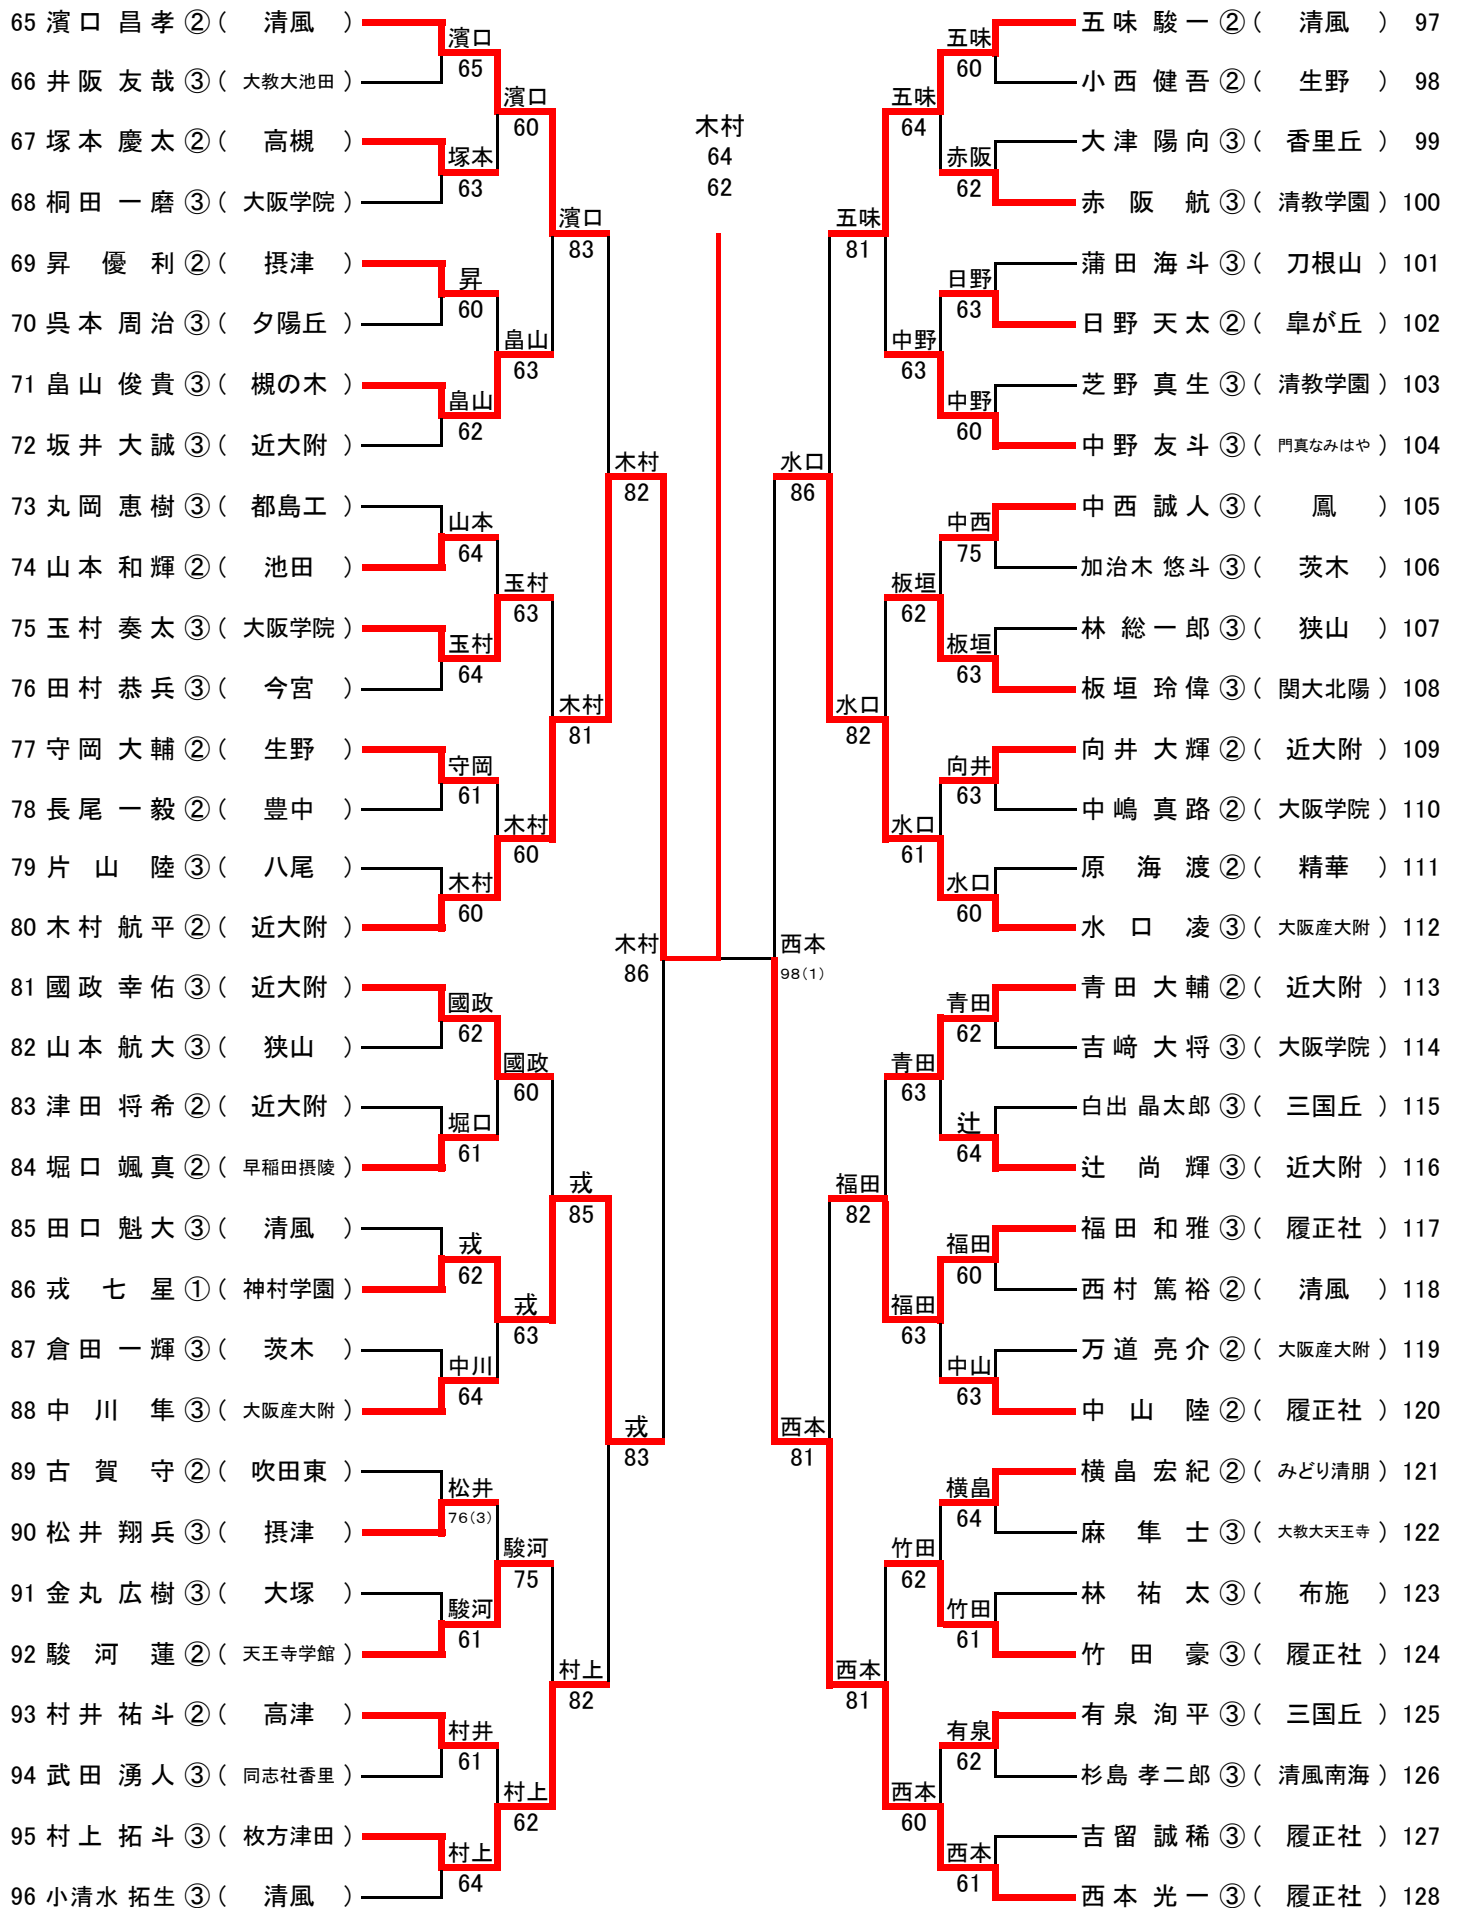 65 濱口 昌孝 ② ( 清風 )
66 井阪 友哉 ③ ( 大教大池田 )
67 塚本 慶太 ② ( 高槻 )
68 桐田 一磨 ③ ( 大阪学院 )
69 昇 優利 ② ( 摂津 )
70 呉本 周治 ③ ( 夕陽丘 )
71 畠山 俊貴 ③ ( 槻の木 )
72 坂井 大誠 ③ ( 近大附 )
73 丸岡 恵樹 ③ ( 都島工 )
74 山本 和輝 ② ( 池田 )
75 玉村 奏太 ③ ( 大阪学院 )
76 田村 恭兵 ③ ( 今宮 )
77 守岡 大輔 ② ( 生野 )
78 長尾 一毅 ② ( 豊中 )
79 片山 陸 ③ ( 八尾 )
80 木村 航平 ② ( 近大附 )
81 國政 幸佑 ③ ( 近大附 )
82 山本 航大 ③ ( 狭山 )
83 津田 将希 ② ( 近大附 )
84 堀口 颯真 ② ( 早稲田摂陵 )
85 田口 魁大 ③ ( 清風 )
86 戎 七星 ① ( 神村学園 )
87 倉田 一輝 ③ ( 茨木 )
88 中川 隼 ③ ( 大阪産大附 )
89 古賀 守 ② ( 吹田東 )
90 松井 翔兵 ③ ( 摂津 )
91 金丸 広樹 ③ ( 大塚 )
92 駿河 蓮 ② ( 天王寺学館 )
93 村井 祐斗 ② ( 高津 )
94 武田 湧人 ③ ( 同志社香里 )
95 村上 拓斗 ③ ( 枚方津田 )
96 小清水 拓生 ③ ( 清風 )
濱口
65
塚本
63
昇
60
畠山
62
山本
64
玉村
64
守岡
61
木村
60
國政
62
堀口
61
戎
62
中川
64
松井
76(3)
駿河
61
村井
61
村上
64
濱口
60
畠山
63
玉村
63
木村
60
國政
60
戎
63
駿河
75
村上
62
濱口
83
木村
81
戎
85
村上
82
木村
82
戎
83
木村
86
木村
64
62
西本
98(1)
水口
86
西本
81
五味
81
水口
82
福田
82
西本
81
五味
64
中野
63
板垣
62
水口
61
青田
63
福田
63
竹田
62
西本
60
五味
60
赤阪
62
日野
63
中野
60
中西
75
板垣
63
向井
63
水口
60
青田
62
辻
64
福田
60
中山
63
横畠
64
竹田
61
有泉
62
西本
61
五味 駿一 ② ( 清風 ) 97
小西 健吾 ② ( 生野 ) 98
大津 陽向 ③ ( 香里丘 ) 99
赤阪 航 ③ ( 清教学園 ) 100
蒲田 海斗 ③ ( 刀根山 ) 101
日野 天太 ② ( 皐が丘 ) 102
芝野 真生 ③ ( 清教学園 ) 103
中野 友斗 ③ ( 門真なみはや ) 104
中西 誠人 ③ ( 鳳 ) 105
加治木 悠斗 ③ ( 茨木 ) 106
林 総一郎 ③ ( 狭山 ) 107
板垣 玲偉 ③ ( 関大北陽 ) 108
向井 大輝 ② ( 近大附 ) 109
中嶋 真路 ② ( 大阪学院 ) 110
原 海渡 ② ( 精華 ) 111
水口 凌 ③ ( 大阪産大附 ) 112
青田 大輔 ② ( 近大附 ) 113
吉﨑 大将 ③ ( 大阪学院 ) 114
白出 晶太郎 ③ ( 三国丘 ) 115
辻 尚輝 ③ ( 近大附 ) 116
福田 和雅 ③ ( 履正社 ) 117
西村 篤裕 ② ( 清風 ) 118
万道 亮介 ② ( 大阪産大附 ) 119
中山 陸 ② ( 履正社 ) 120
横畠 宏紀 ② ( みどり清朋 ) 121
麻 隼士 ③ ( 大教大天王寺 ) 122
林 祐太 ③ ( 布施 ) 123
竹田 豪 ③ ( 履正社 ) 124
有泉 洵平 ③ ( 三国丘 ) 125
杉島 孝二郎 ③ ( 清風南海 ) 126
吉留 誠稀 ③ ( 履正社 ) 127
西本 光一 ③ ( 履正社 ) 128